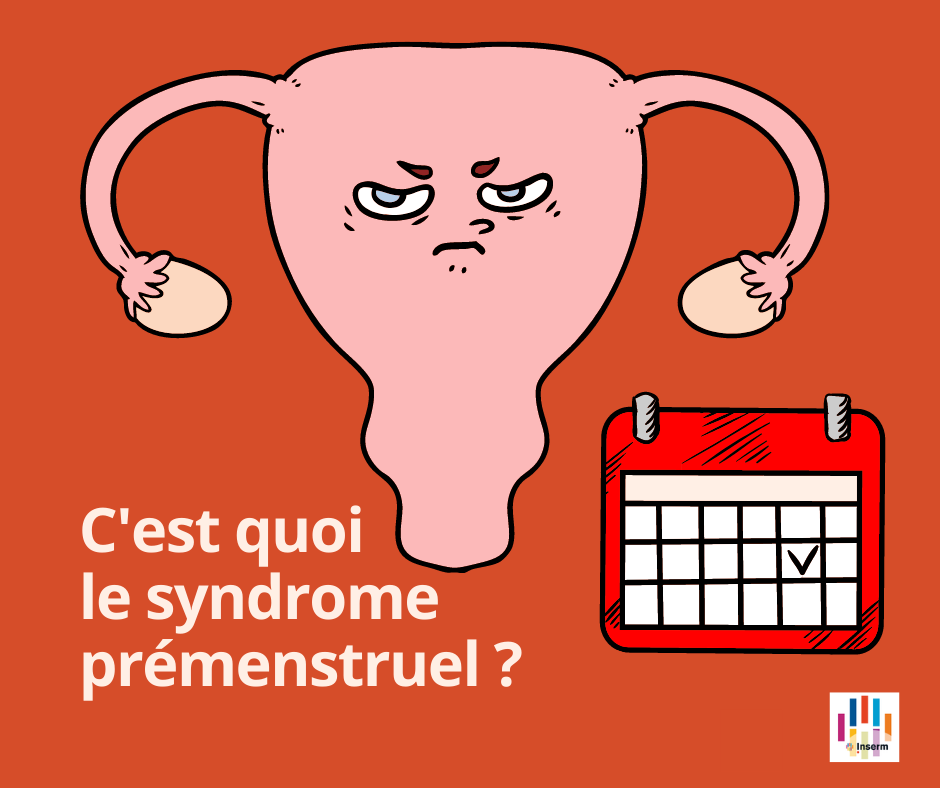 C'est quoi
le syndrome
prémenstruel ?
Inserm